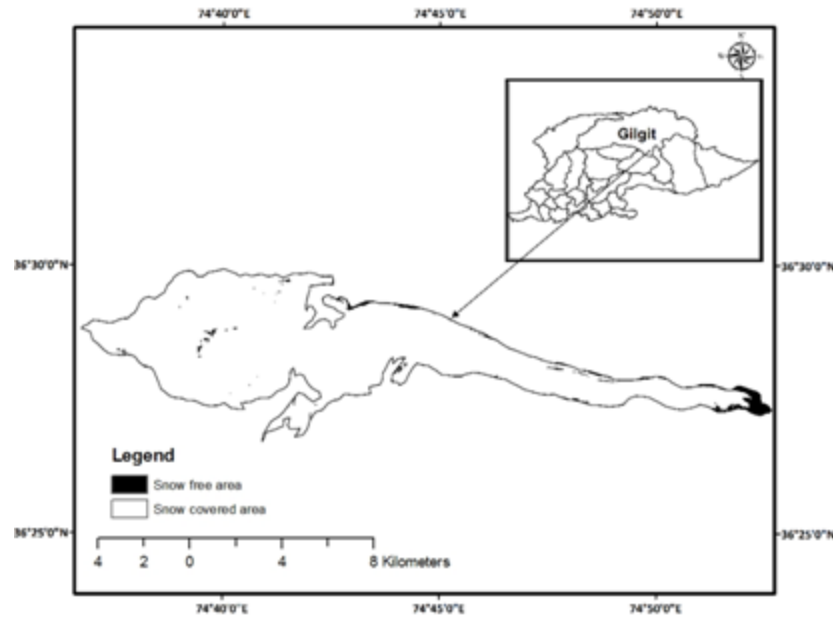 74°40'0"E 74°45'0"E 74°50'0"E
N
Gilgit
36°30'0"N 36°30'0"N
Legend
Snow free area
Snow covered area
36°25'0"N 36°25'0"N
4 2 0 4 8 Kilometers
74°40'0"E 74°45'0"E 74°50'0"E